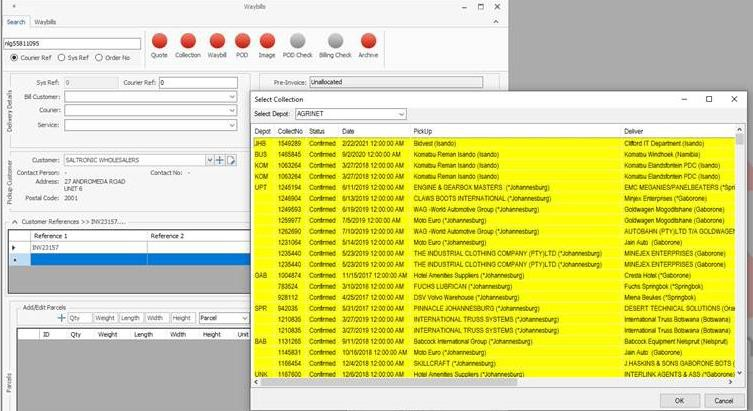 Waybills
Search Waybills
nlg55811095
Courier Ref Sys Ref Order No
Quote Collection Waybill POD Image POD Check Billing Check Archive
Delivery Details
Sys Ref: 0 Courier Ref: 0
Pre-Invoice: Unallocated
Bill Customer:
Courier:
Service:
Pickup-Customer
Customer: SALTRONIC WHOLESALERS
Contact Person: - Contact No: -
Address: 27 ANDROMEDA ROAD
UNIT 6
Postal Code: 2001
Customer References >> INV23157....
Reference 1 Reference 2
INV23157
Parcels
Add/Edit Parcels
Qty Weight Length Width Height Parcel
ID Qty Weight Length Width Height Unit
Select Collection
Select Depot: AGRINET
Depot CollectNo Status Date PickUp Deliver
JHB 1549289 Confirmed 2/22/2021 12:00:00 AM Bidvest (Isando) Clifford IT Department (Isando)
BUS 1465845 Confirmed 9/2/2020 12:00:00 AM Komatsu Reman Isando (Isando) Komatsu Windhoek (Namibia)
KOM 1063264 Confirmed 3/27/2018 12:00:00 AM Komatsu Reman Isando (Isando) Komatsu Elandsfontein PDC (Isando)
KOM 1063264 Confirmed 3/27/2018 12:00:00 AM Komatsu Reman Isando (Isando) Komatsu Elandsfontein PDC (Isando)
UPT 1245194 Confirmed 6/11/2019 12:00:00 AM ENGINE & GEARBOX MASTERS (*Johannesburg) EMC MEGANIES/PANELBEATERS (*Spri
1246904 Confirmed 6/13/2019 12:00:00 AM CLAWS BOOTS INTERNATIONAL (*Johannesburg) Minjex Enterprises (*Gaborone)
1249593 Confirmed 6/19/2019 12:00:00 AM WAG -World Automotive Group (*Johannesburg) Goldwagen Mogoditshane (Gaborone)
1259977 Confirmed 7/5/2019 12:00:00 AM Moto Euro (*Johannesburg) Goldwagen Mogoditshane (Gaborone)
1262690 Confirmed 7/10/2019 12:00:00 AM WAG -World Automotive Group (*Johannesburg) AUTOBAHN (PTY)LTD T/A GOLDWAGEN
1231064 Confirmed 5/14/2019 12:00:00 AM Moto Euro (*Johannesburg) Jain Auto (Gaborone)
1235440 Confirmed 5/23/2019 12:00:00 AM THE INDUSTRIAL CLOTHING COMPANY (PTY)LTD (*Johannesburg) MINEJEX ENTERPRISES (Gaborone)
1235440 Confirmed 5/23/2019 12:00:00 AM THE INDUSTRIAL CLOTHING COMPANY (PTY)LTD (*Johannesburg) MINEJEX ENTERPRISES (Gaborone)
GAB 1004874 Confirmed 11/15/2017 12:00:00 AM Hotel Amenities Suppliers (*Johannesburg) Cresta Hotel (*Gaborone)
783524 Confirmed 3/10/2016 12:00:00 AM FUCHS LUBRICAN (*Johannesburg) Fuchs Springbok (*Springbok)
928112 Confirmed 4/25/2017 12:00:00 AM DSV Volvo Warehouse (*Johannesburg) Miena Beukes (*Springbok)
SPR 942035 Confirmed 5/31/2017 12:00:00 AM PINNACLE JOHANNESBURG (*Johannesburg) DESERT TECHNICAL SOLUTIONS (Ora
1210835 Confirmed 3/27/2019 12:00:00 AM INTERNATIONAL TRUSS SYSTEMS (*Johannesburg) International Truss Botswana (Botswana)
1210835 Confirmed 3/27/2019 12:00:00 AM INTERNATIONAL TRUSS SYSTEMS (*Johannesburg) International Truss Botswana (Botswana)
BAB 1131265 Confirmed 9/11/2018 12:00:00 AM Babcock International Group (*Johannesburg) Babcock Equipment Nelspruit (Nelspruit)
1145831 Confirmed 10/16/2018 12:00:00 AM Moto Euro (*Johannesburg) Jain Auto (Gaborone)
1166454 Confirmed 12/4/2018 12:00:00 AM SKILLCRAFT (*Johannesburg) J.HASKINS & SONS GABORONE BOTS (
UNK 1167600 Confirmed 12/6/2018 12:00:00 AM Hotel Amenities Suppliers (*Johannesburg) INTERLINK AGENTS & ASS (*Gaborone)
OK Cancel